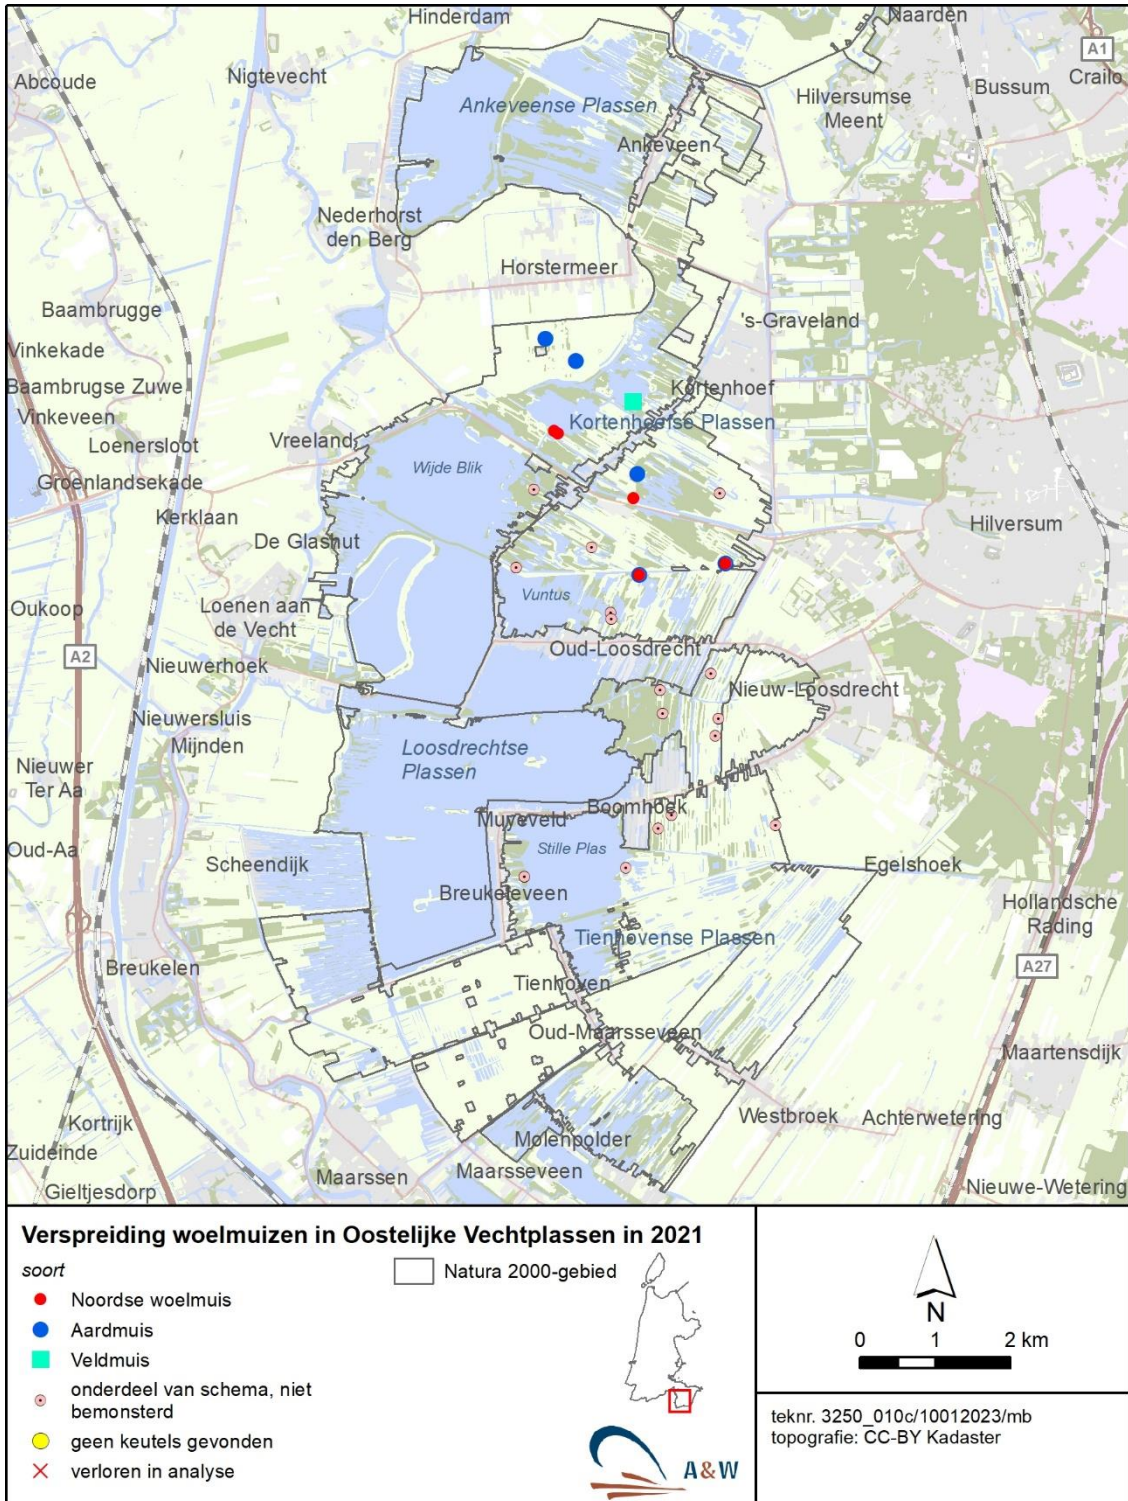 Hinderdam
Naarden
A1
Abcoude
Nigtevecht
Crailo
Bussum
Hilversumse
Meent
Ankeveense Plassen
Ankeveen
Nederhorst
den Berg
Horstermeer
Baambrugge
's-Graveland
Vinkekade
Baambrugse Zuwe
Vinkeveen
Kortenhoef
Kortenhoefse Plassen
Loenersloot
Vreeland
Wijde Blik
Groenlandsekade
Kerklaan
Hilversum
De Glashut
Oukoop
Loenen aan
de Vecht
Vuntus
A2
Nieuwerhoek
Oud-Loosdrecht
Nieuw-Loosdrecht
Nieuwersluis
Mijnden
Loosdrechtse
Plassen
Nieuwer
Ter Aa
Boomhoek
Muyeveld
Oud-Aa
Scheendijk
Stille Plas
Egelshoek
Breukeleveen
Hollandsche
Rading
Tienhovense Plassen
Breukelen
A27
Tienhoven
Oud-Maarsseveen
Maartensdijk
Kortrijk
Westbroek
Achterwetering
Zuideinde
Molenpolder
Maarssen
Maarsseveen
Gieltjesdorp
Nieuwe-Wetering
Verspreiding woelmuizen in Oostelijke Vechtplassen in 2021
soort
Natura 2000-gebied
Noordse woelmuis
Aardmuis
Veldmuis
onderdeel van schema, niet
bemonsterd
geen keutels gevonden
verloren in analyse
A&W
N
0 1 2 km
teknr. 3250_010c/10012023/mb
topografie: CC-BY Kadaster